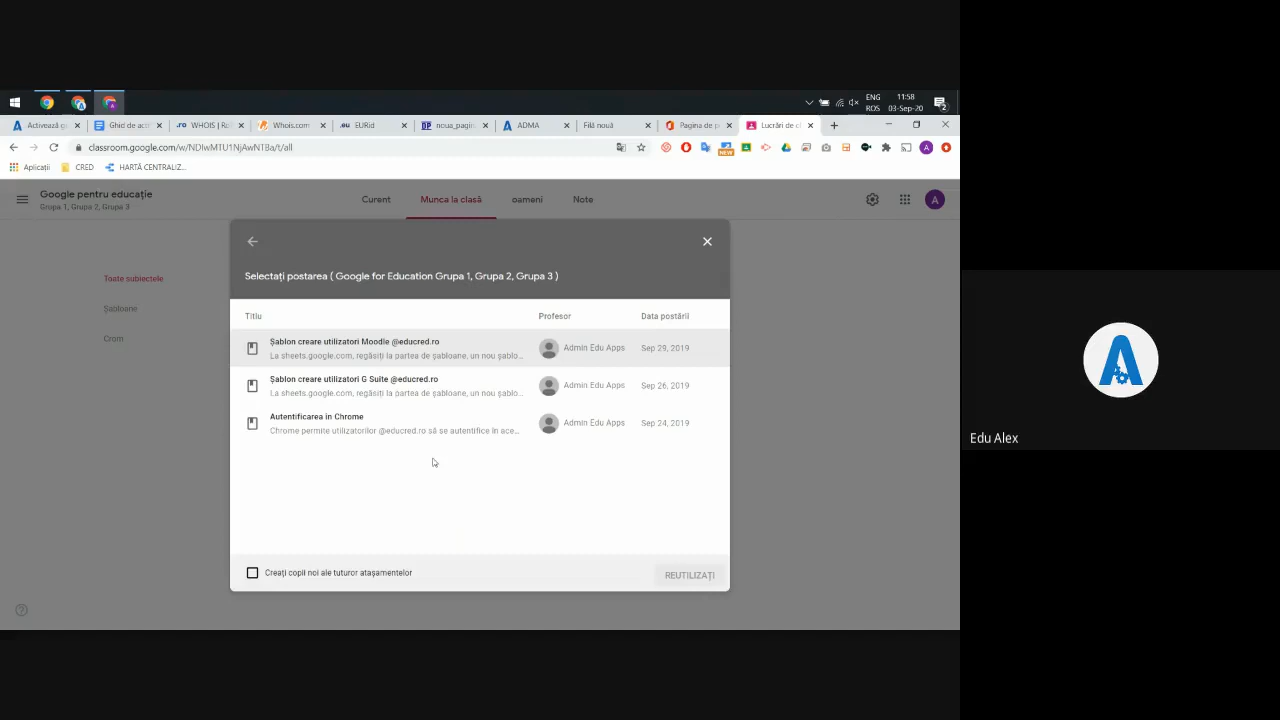 ENG 11:58
ROS 03-Sep-20
2
Activează
Ghid de
.ro WHOIS |
Whois.com
.eu EURid
DP noua_pagin
ADMA
Filă nouă
Pagina de
Lucrări de
classroom.google.com/w/
Aplicații CRED HARTĂ CENTRALIZ...
NEW
A
Google pentru educație
Grupa 1, Grupa 2, Grupa 3
Curent Munca la clasă oameni Note
A
Toate subiectele
Șabloane
Crom
Selectați postarea ( Google for Education Grupa 1, Grupa 2, Grupa 3 )
Titlu Profesor Data postării
Șablon creare utilizatori Moodle @educred.ro
La sheets.google.com, regăsiți la partea de șabloane, un nou șablo... Admin Edu Apps Sep 29, 2019
Șablon creare utilizatori G Suite @educred.ro
La sheets.google.com, regăsiți la partea de șabloane, un nou șablo... Admin Edu Apps Sep 26, 2019
Autentificarea in Chrome
Chrome permite utilizatorilor @educred.ro să se autentifice în ace... Admin Edu Apps Sep 24, 2019
Creați copii noi ale tuturor atașamentelor
REUTILIZAȚI
Edu Alex